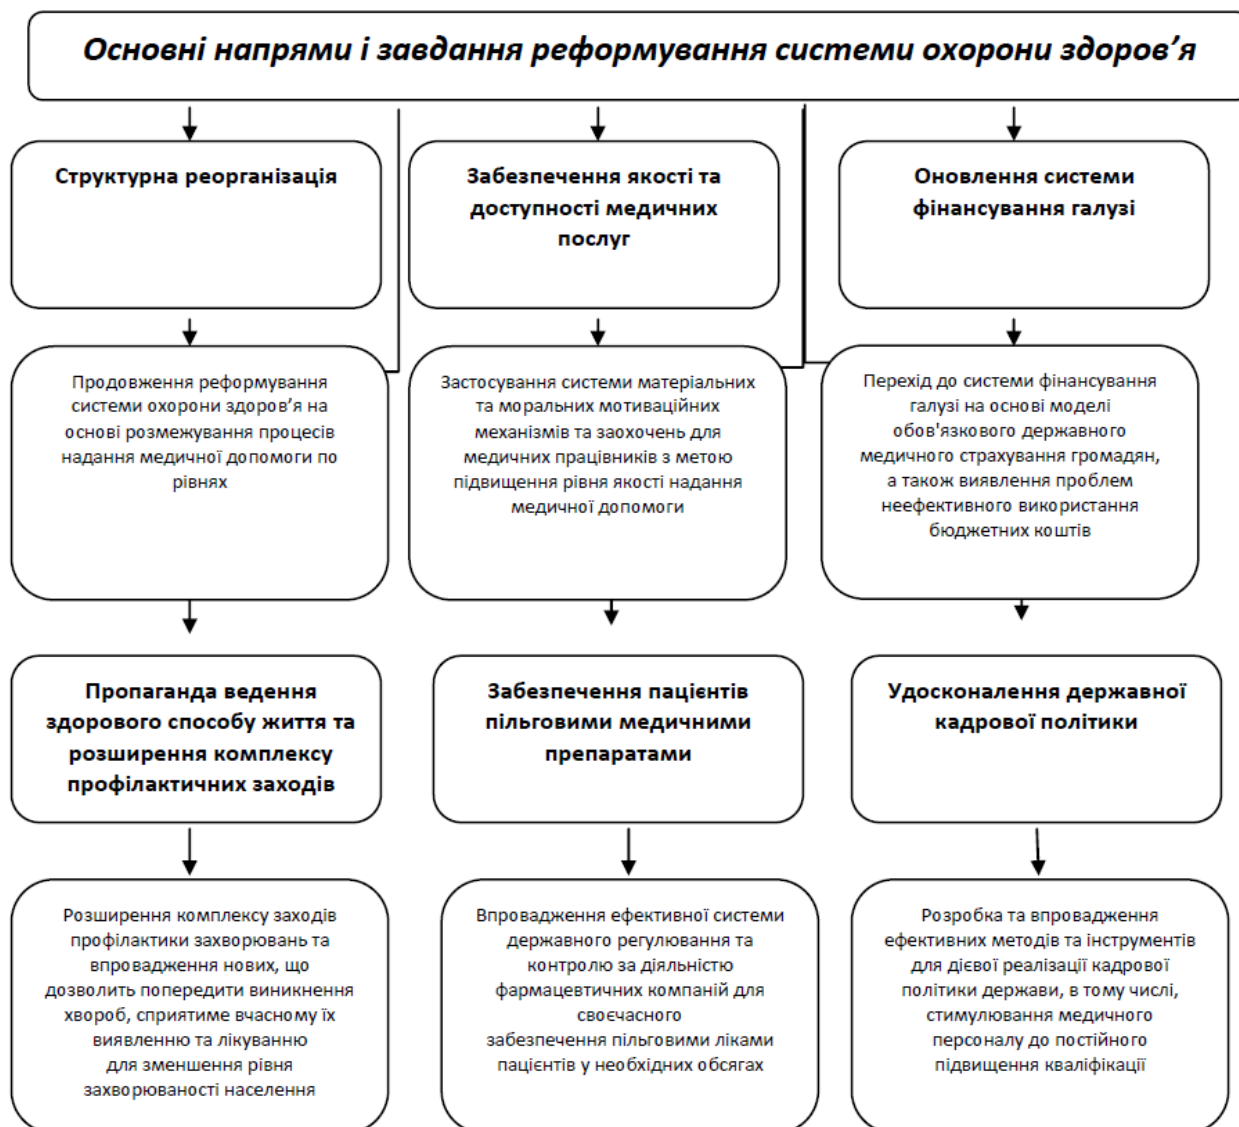 Основні напрями і завдання реформування системи охорони здоров’я
Структурна реорганізація
Забезпечення якості та
доступності медичних
послуг
Оновлення системи
фінансування галузі
Продовження реформування
системи охорони здоров’я на
основі розмежування процесів
надання медичної допомоги по
рівнях
Застосування системи матеріальних
та моральних мотиваційних
механізмів та заохочень для
медичних працівників з метою
підвищення рівня якості надання
медичної допомоги
Перехід до системи фінансування
галузі на основі моделі
обов'язкового державного
медичного страхування громадян,
а також виявлення проблем
неефективного використання
бюджетних коштів
Пропаганда ведення
здорового способу життя та
розширення комплексу
профілактичних заходів
Забезпечення пацієнтів
пільговими медичними
препаратами
Удосконалення державної
кадрової політики
Розширення комплексу заходів
профілактики захворювань та
впровадження нових, що
дозволить попередити виникнення
хвороб, сприятиме вчасному їх
виявленню та лікуванню
для зменшення рівня
захворюваності населення
Впровадження ефективної системи
державного регулювання та
контролю за діяльністю
фармацевтичних компаній для
своєчасного
забезпечення пільговими ліками
пацієнтів у необхідних обсягах
Розробка та впровадження
ефективних методів та інструментів
для дієвої реалізації кадрової
політики держави, в тому числі,
стимулювання медичного
персоналу до постійного
підвищення кваліфікації